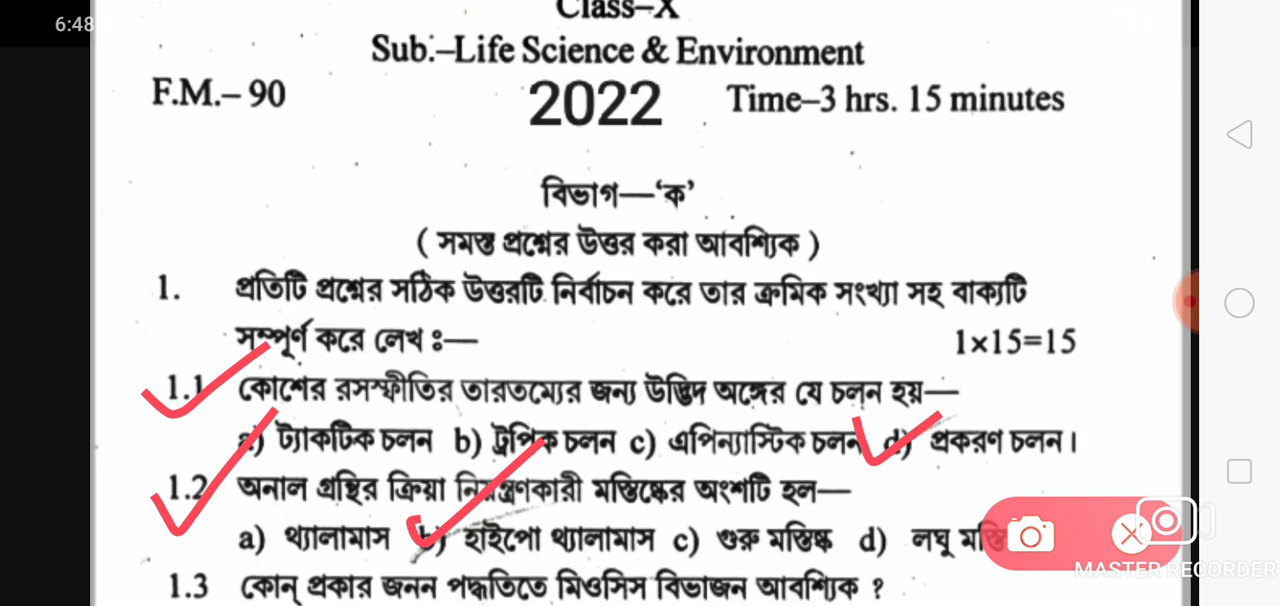 6:48
Class–X
Sub.–Life Science & Environment
F.M.– 90
2022
Time–3 hrs. 15 minutes
বিভাগ—‘ক’
( সমস্ত প্রশ্নের উত্তর করা আবশ্যিক )
1. প্রতিটি প্রশ্নের সঠিক উত্তরটি নির্বাচন করে তার ক্রমিক সংখ্যা সহ বাক্যটি
সম্পূর্ণ করে লেখ ঃ— 1×15=15
1.1 কোশের রসস্ফীতির তারতম্যের জন্য উদ্ভিদ অঙ্গের যে চলন হয়—
a) ট্যাকটিক চলন b) ট্রপিক চলন c) এপিন্যাস্টিক চলন d) প্রকরণ চলন।
1.2 অনাল গ্রন্থির ক্রিয়া নিয়ন্ত্রণকারী মস্তিষ্কের অংশটি হল—
a) থ্যালামাস b) হাইপো থ্যালামাস c) গুরু মস্তিষ্ক d) লঘু
MASTER RECORDER
1.3 কোন্ প্রকার জনন পদ্ধতিতে মিওসিস বিভাজন আবশ্যিক ?